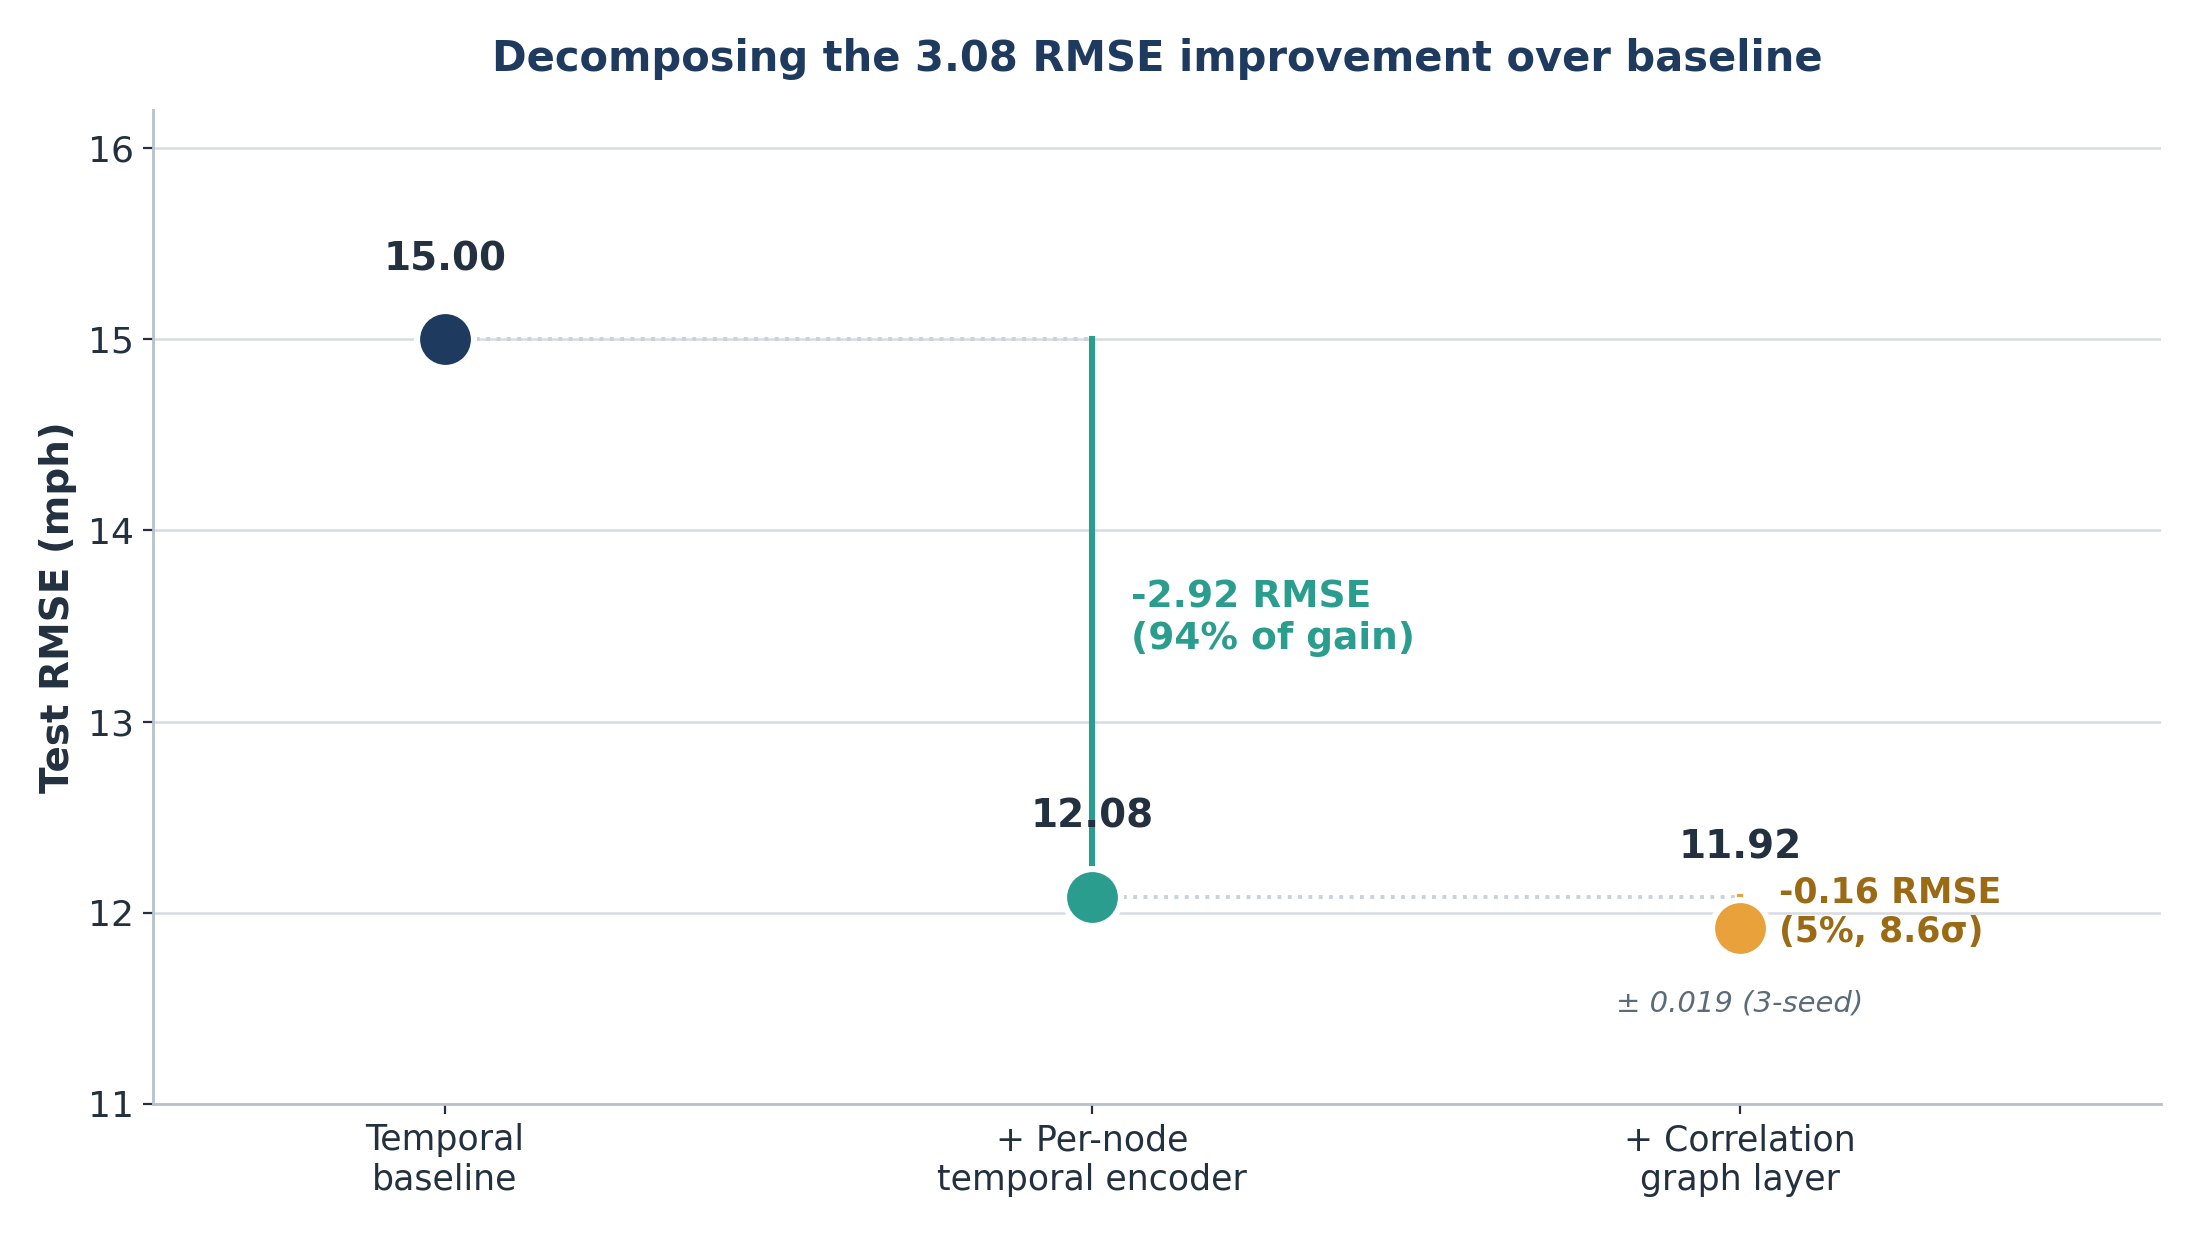 Decomposing the 3.08 RMSE improvement over baseline
Test RMSE (mph)
16
15
14
13
12
11
15.00
-2.92 RMSE
(94% of gain)
12.08
11.92
-0.16 RMSE
(5%, 8.6σ)
± 0.019 (3-seed)
Temporal
baseline
+ Per-node
temporal encoder
+ Correlation
graph layer